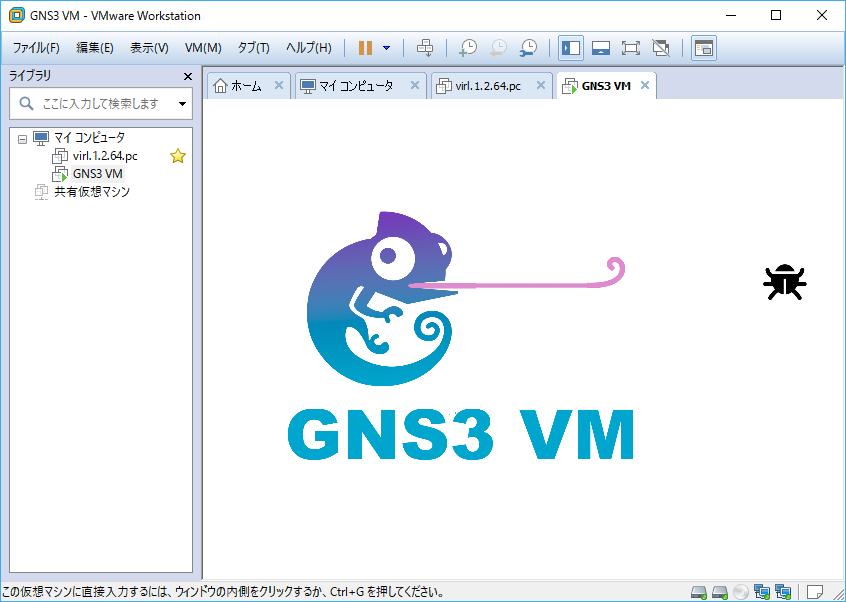 GNS3 VM - VMware Workstation
ファイル(F) 編集(E) 表示(V) VM(M) タブ(T) ヘルプ(H)
ライブラリ
ここに入力して検索します
マイ コンピュータ
virl.1.2.64.pc
GNS3 VM
共有仮想マシン
ホーム マイ コンピュータ virl.1.2.64.pc GNS3 VM
GNS3 VM
この仮想マシンに直接入力するには、ウィンドウの内側をクリックするか、Ctrl+G を押してください。